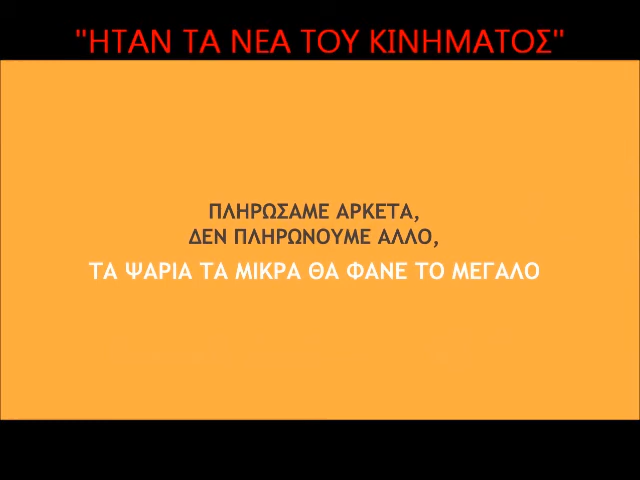 "ΗΤΑΝ ΤΑ ΝΕΑ ΤΟΥ ΚΙΝΗΜΑΤΟΣ"
ΠΛΗΡΩΣΑΜΕ ΑΡΚΕΤΑ,
ΔΕΝ ΠΛΗΡΩΝΟΥΜΕ ΑΛΛΟ,
ΤΑ ΨΑΡΙΑ ΤΑ ΜΙΚΡΑ ΘΑ ΦΑΝΕ ΤΟ ΜΕΓΑΛΟ